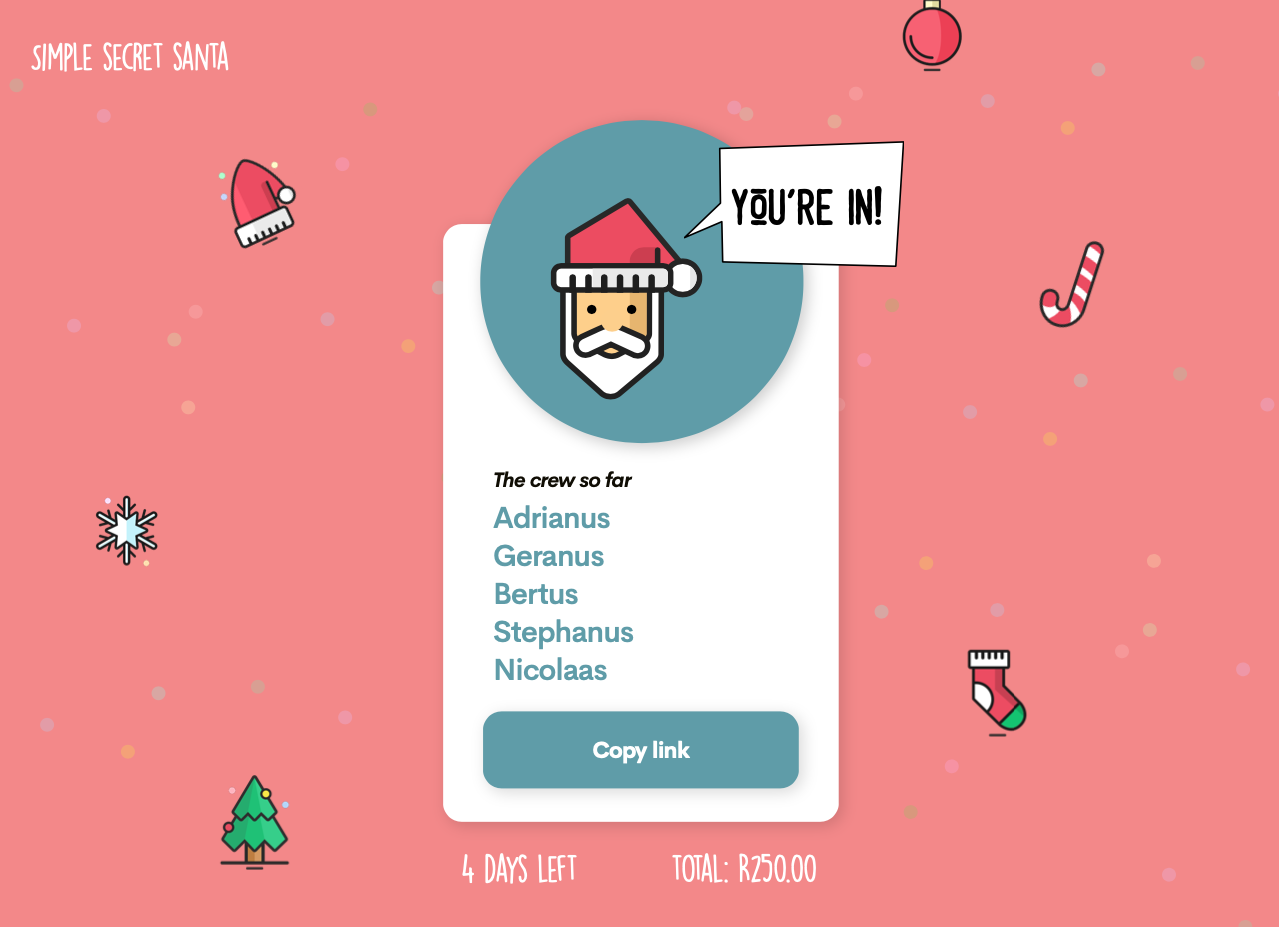 SIMPLE SECRET SANTA
YOU'RE IN!
The crew so far
Adrianus
Geranus
Bertus
Stephanus
Nicolaas
Copy link
4 DAYS LEFT
TOTAL: R250.00